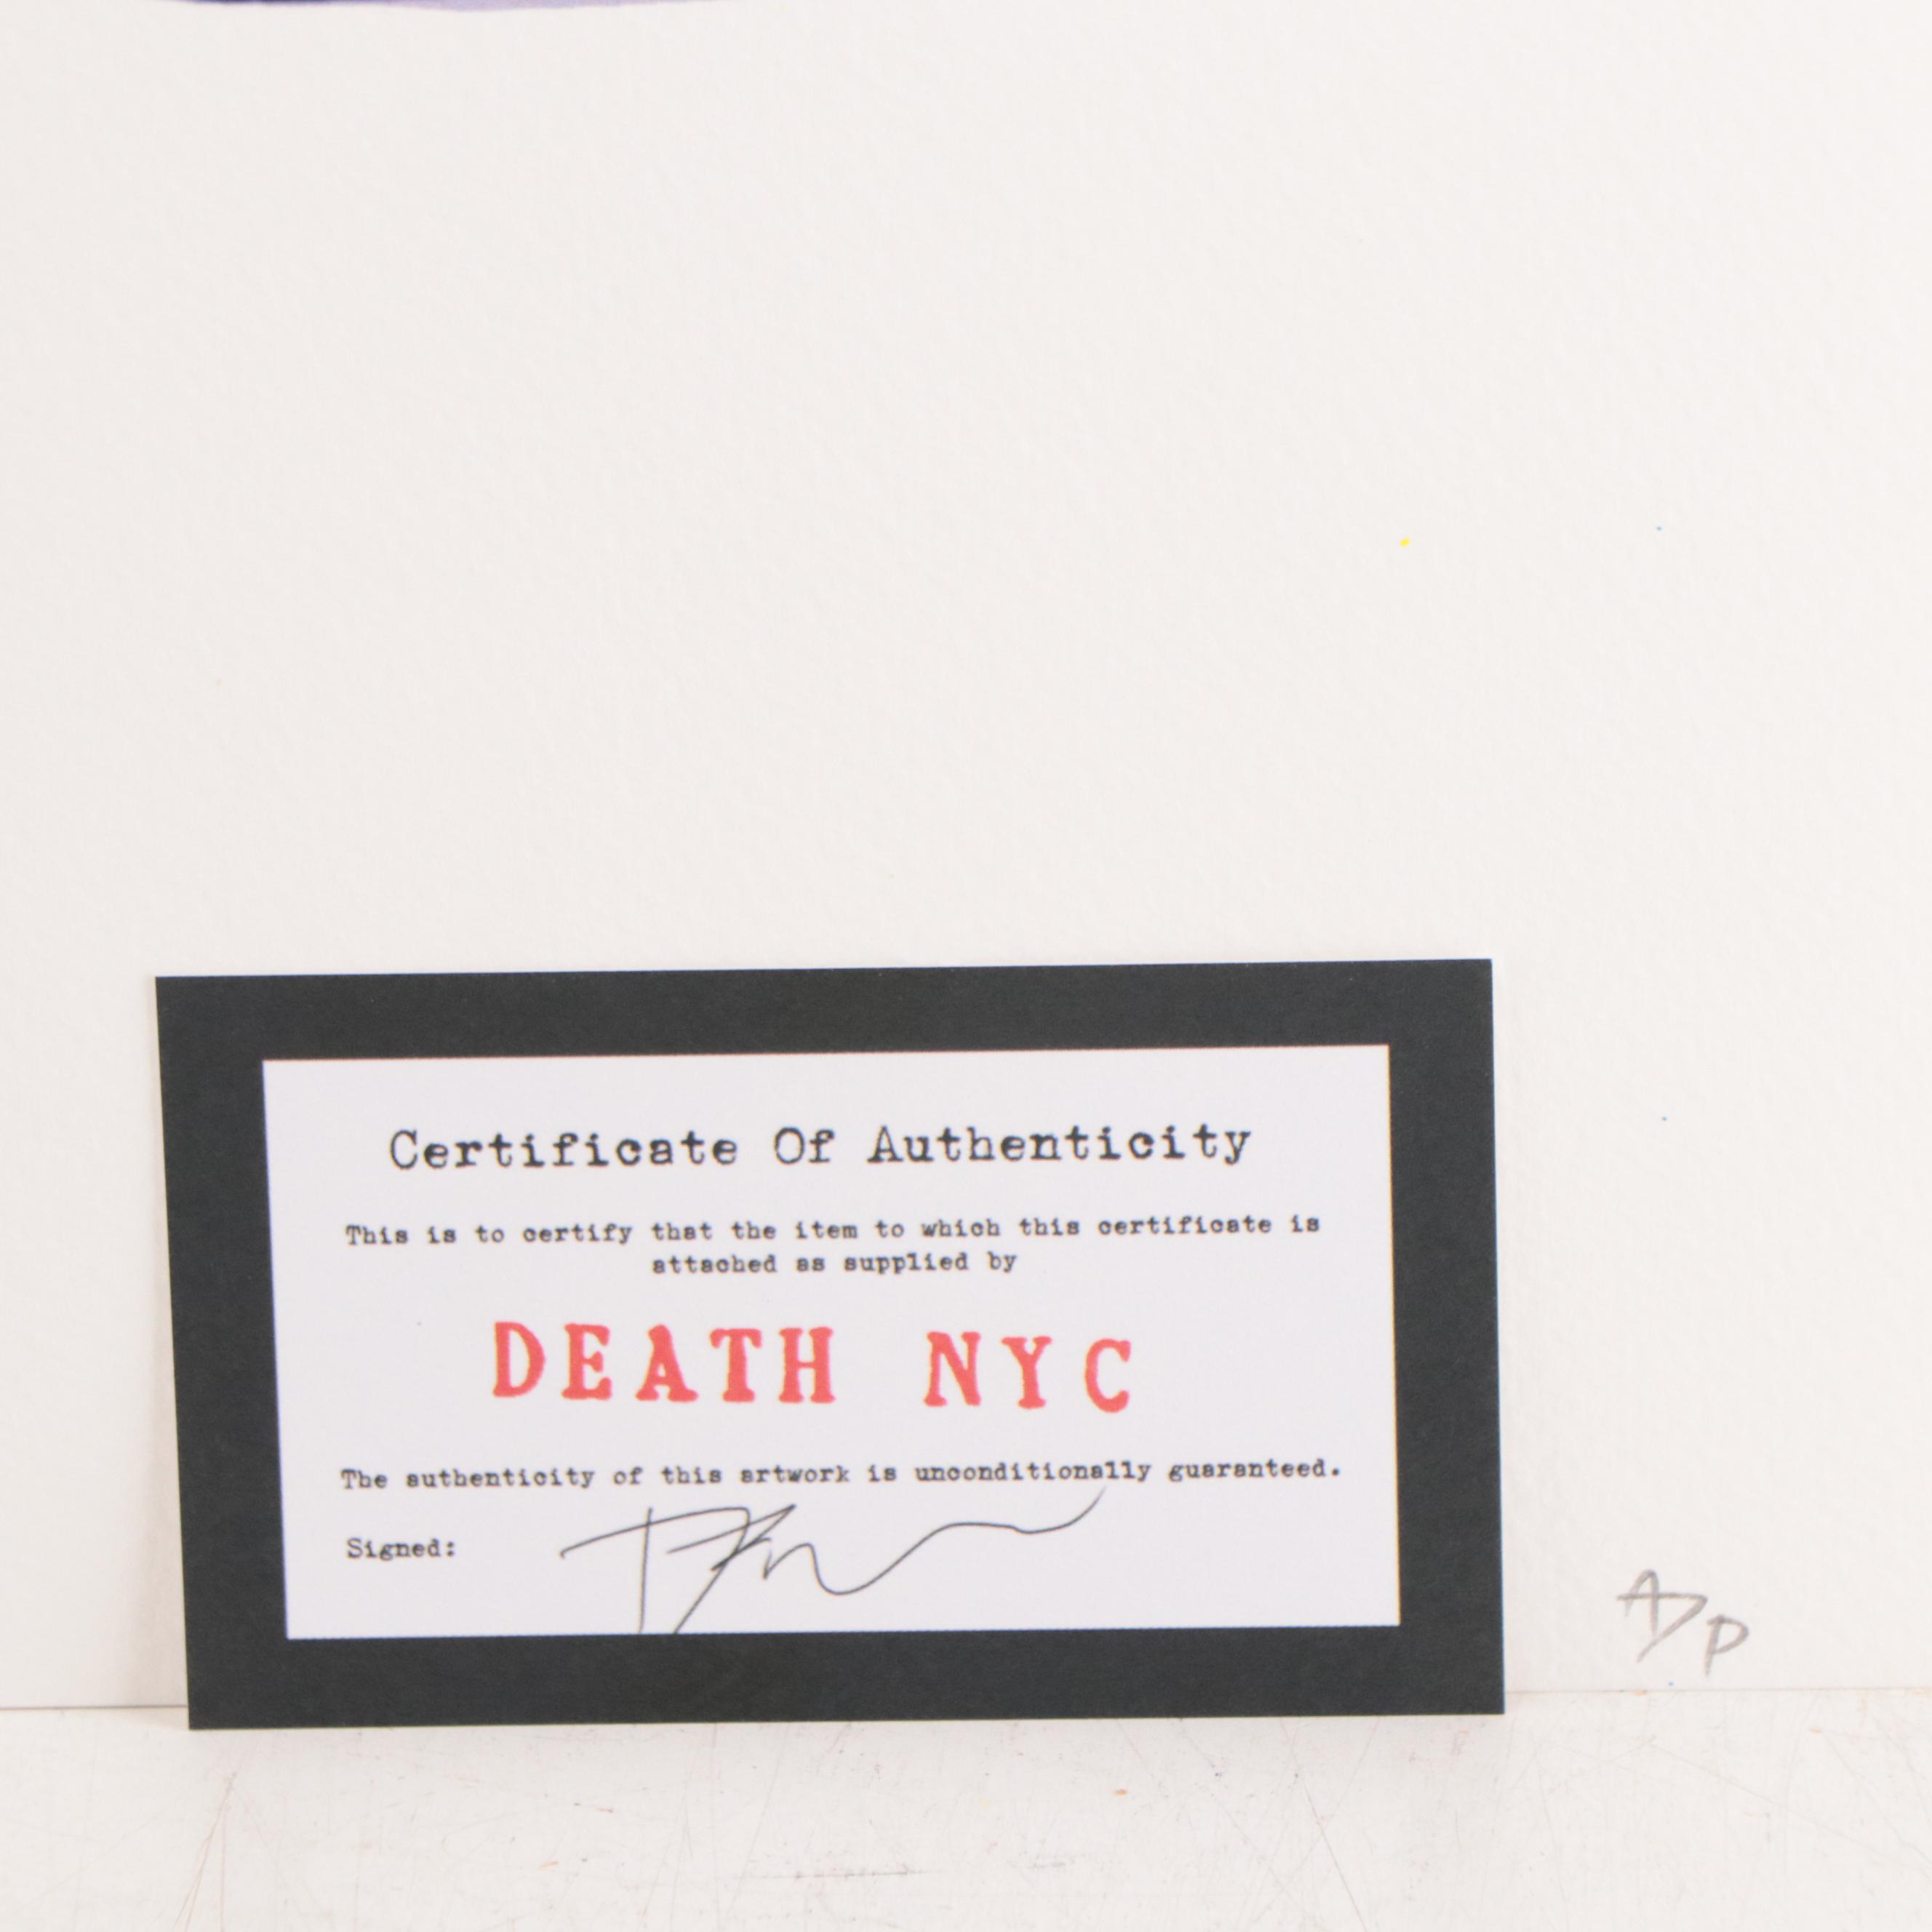 Certificate Of Authenticity
This is to certify that the item to which this certificate is
attached as supplied by
DEATH NYC
The authenticity of this artwork is unconditionally guaranteed.
Signed:
A/P